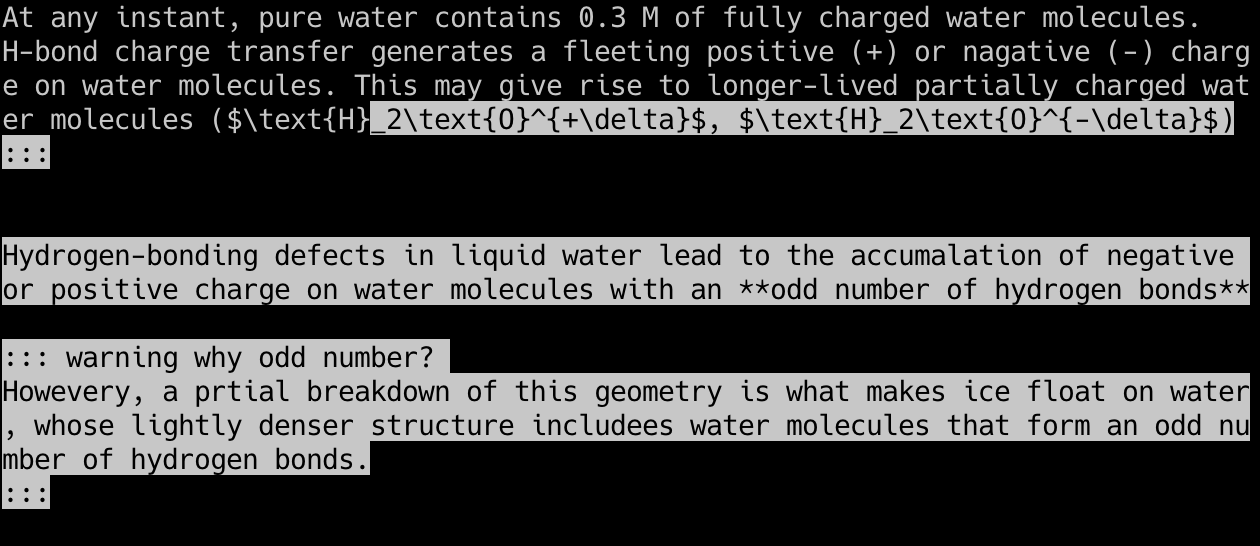 At any instant, pure water contains 0.3 M of fully charged water molecules.
H-bond charge transfer generates a fleeting positive (+) or nagative (-) charg
e on water molecules. This may give rise to longer-lived partially charged wat
er molecules ($\text{H}_2\text{O}^{+\delta}$, $\text{H}_2\text{O}^{-\delta}$)
:::
Hydrogen-bonding defects in liquid water lead to the accumalation of negative
or positive charge on water molecules with an **odd number of hydrogen bonds**
::: warning why odd number?
Howevery, a prtial breakdown of this geometry is what makes ice float on water
, whose lightly denser structure includees water molecules that form an odd nu
mber of hydrogen bonds.
:::